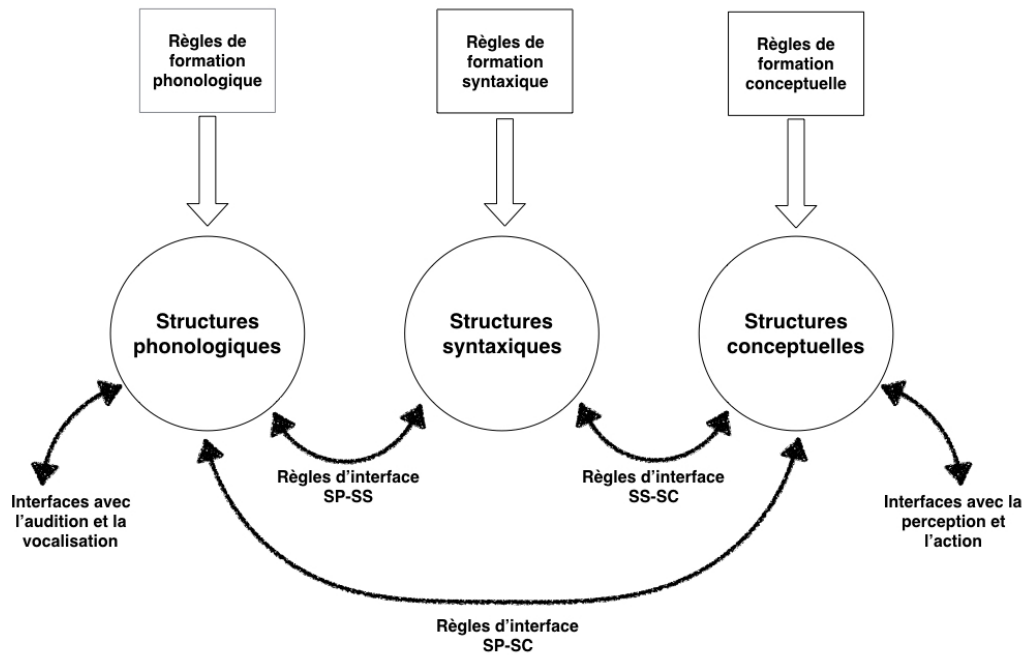 Règles de
formation
phonologique
Règles de
formation
syntaxique
Règles de
formation
conceptuelle
Structures
phonologiques
Structures
syntaxiques
Structures
conceptuelles
Règles d'interface
SP-SS
Règles d'interface
SS-SC
Interfaces avec
l'audition et la
vocalisation
Interfaces avec la
perception et
l'action
Règles d'interface
SP-SC